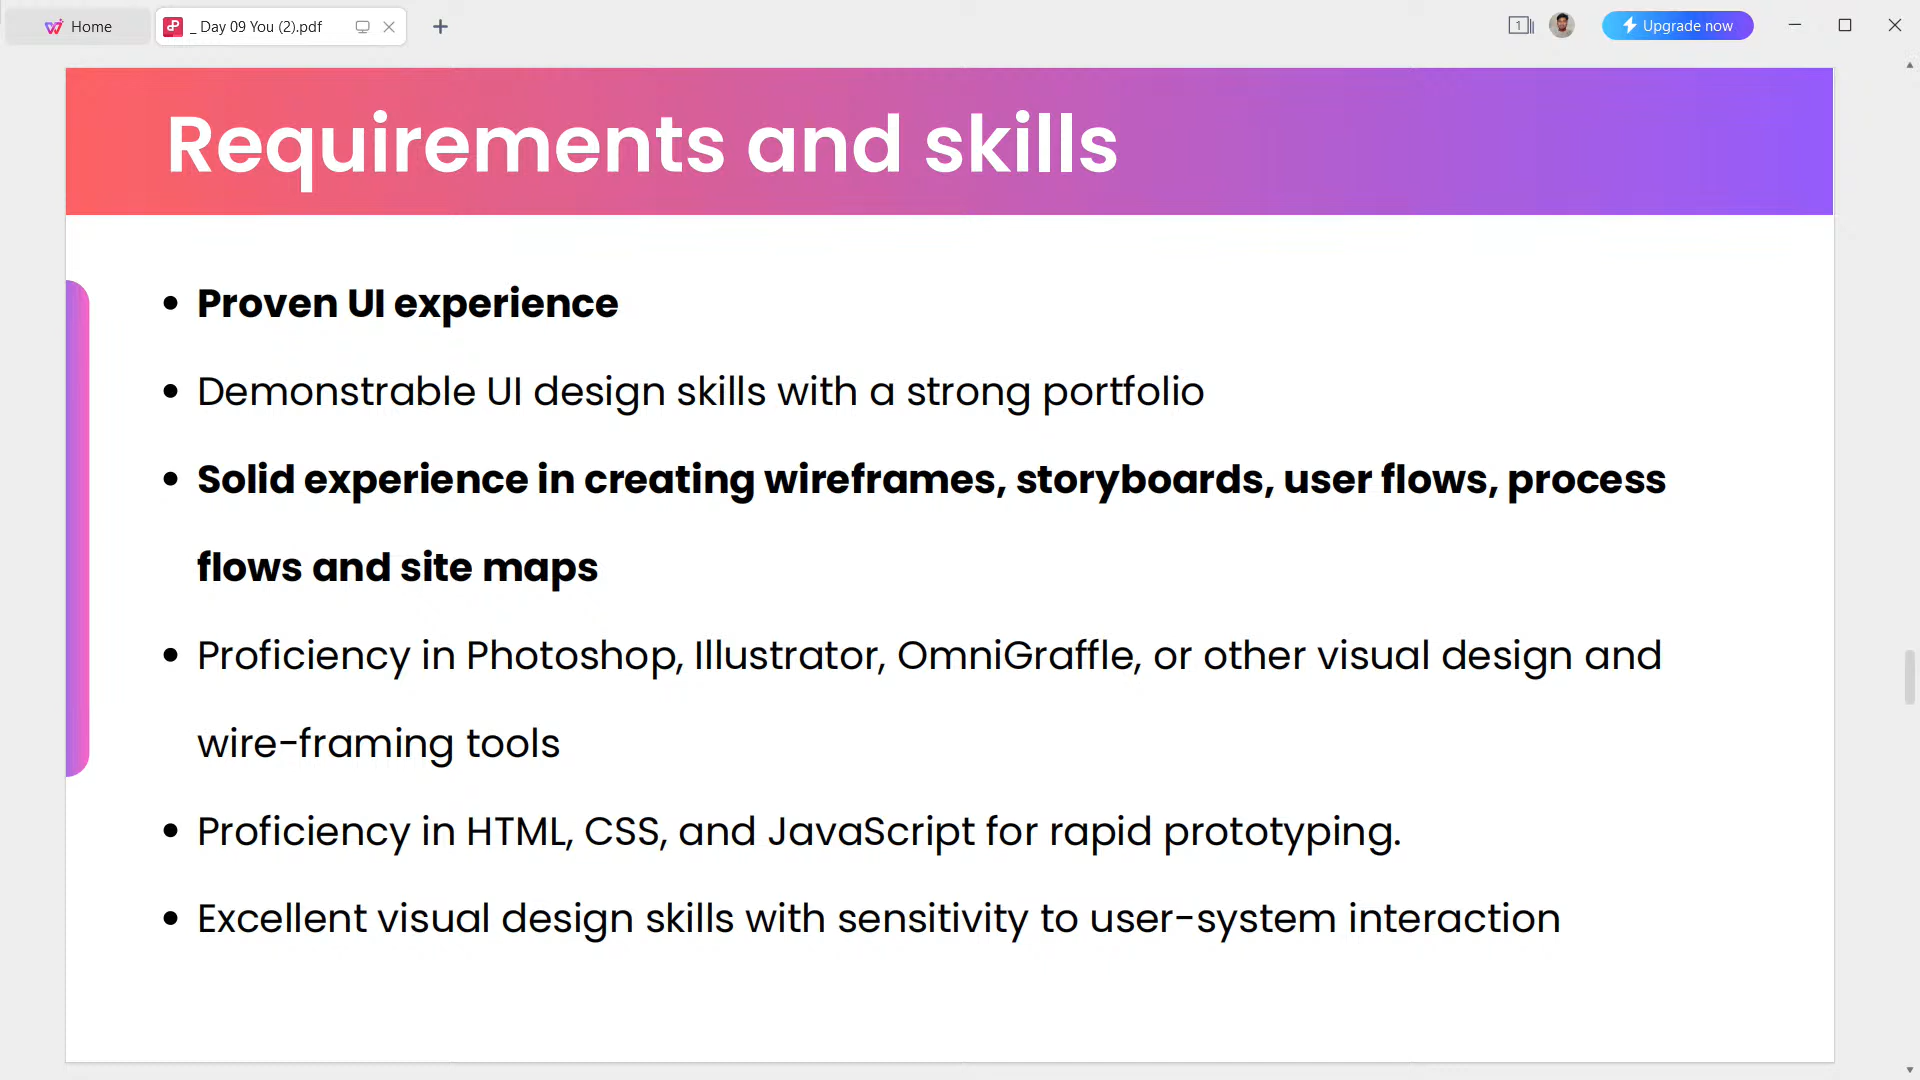 Home
_ Day 09 You (2).pdf
1
Upgrade now
Requirements and skills
• Proven UI experience
• Demonstrable UI design skills with a strong portfolio
• Solid experience in creating wireframes, storyboards, user flows, process
flows and site maps
• Proficiency in Photoshop, Illustrator, OmniGraffle, or other visual design and
wire-framing tools
• Proficiency in HTML, CSS, and JavaScript for rapid prototyping.
• Excellent visual design skills with sensitivity to user-system interaction